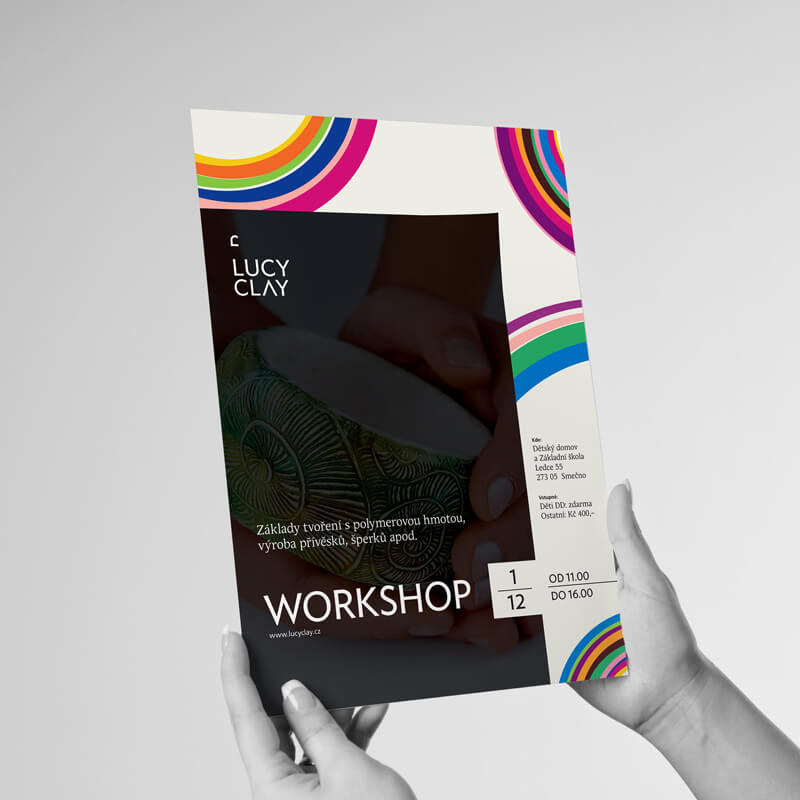 LUCY
CLAY
Kde:
Dětský domov
a Základní škola
Ledce 55
273 05 Smečno
Vstupné:
Děti DD: zdarma
Ostatní: Kč 400,–
Základy tvoření s polymerovou hmotou,
výroba přívěsků, šperků apod.
WORKSHOP
www.lucyclay.cz
1
12
OD 11.00
DO 16.00